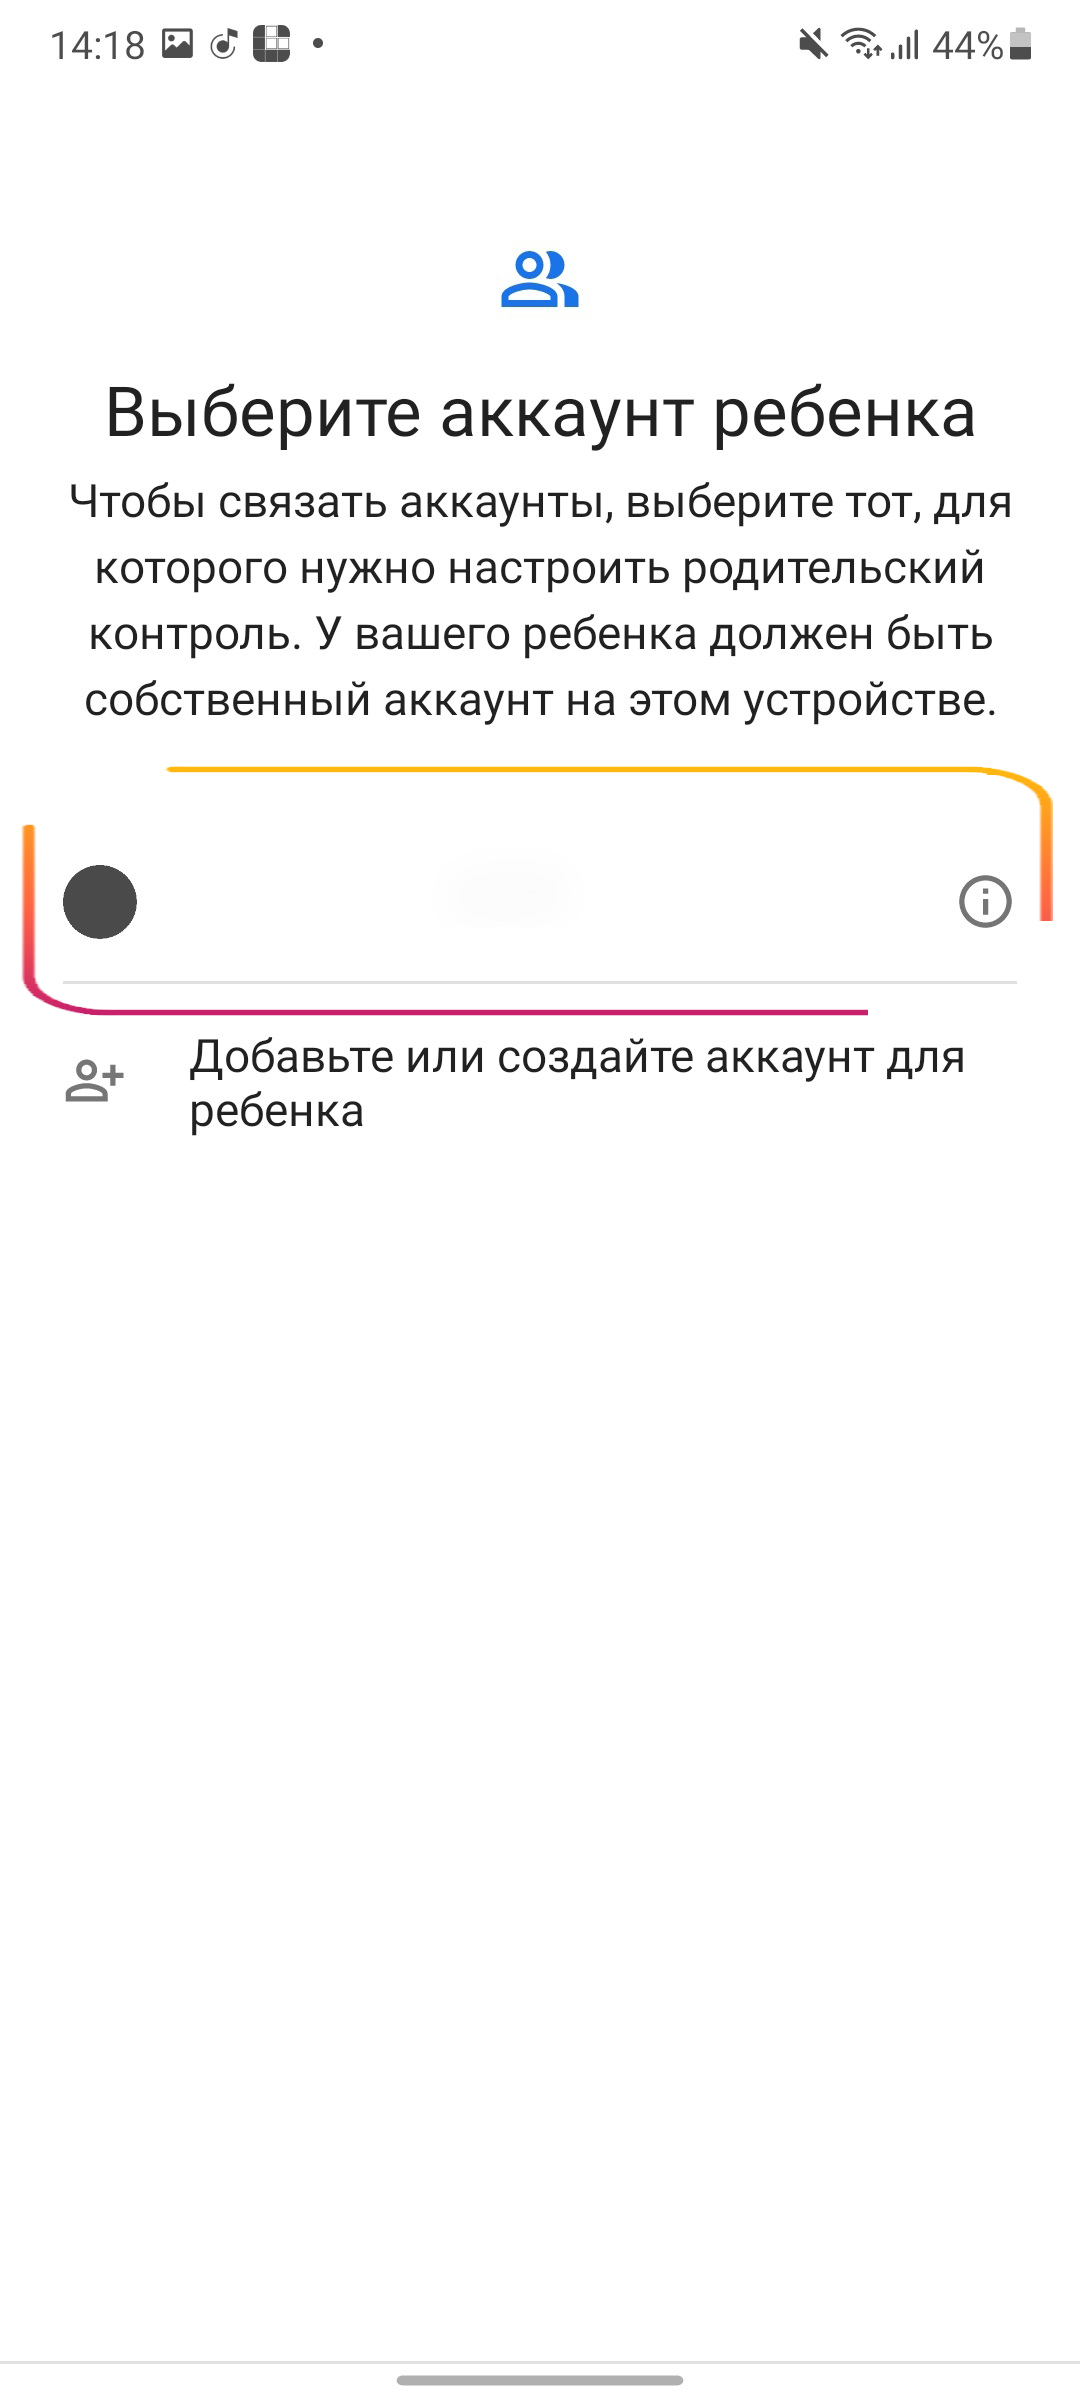 14:18
44%
Выберите аккаунт ребенка
Чтобы связать аккаунты, выберите тот, для
которого нужно настроить родительский
контроль. У вашего ребенка должен быть
собственный аккаунт на этом устройстве.
Добавьте или создайте аккаунт для
ребенка